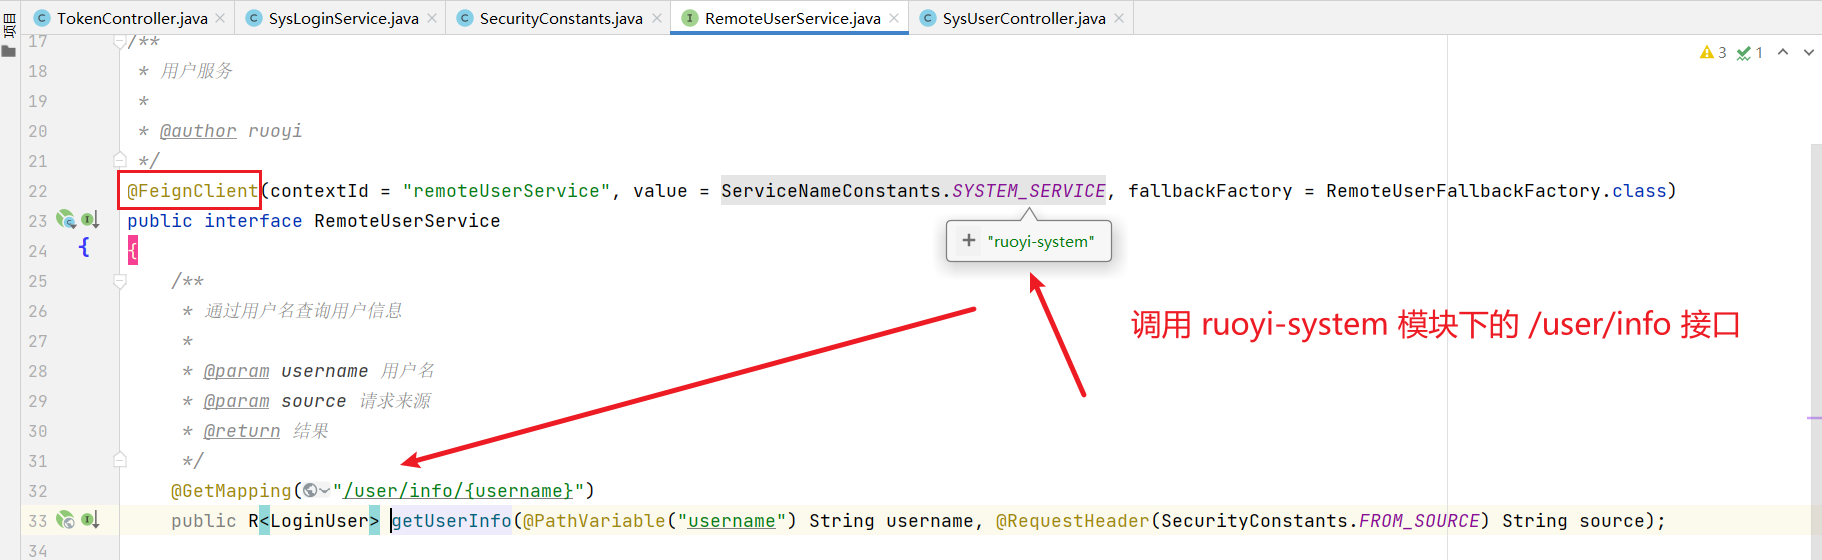 TokenController.java
SysLoginService.java
SecurityConstants.java
RemoteUserService.java
SysUserController.java
项目
3
1
17 /**
18 * 用户服务
19 *
20 * @author ruoyi
21 */
22 @FeignClient(contextId = "remoteUserService", value = ServiceNameConstants.SYSTEM_SERVICE, fallbackFactory = RemoteUserFallbackFactory.class)
23 public interface RemoteUserService
24 {
+ "ruoyi-system"
25 /**
26 * 通过用户名查询用户信息
调用 ruoyi-system 模块下的 /user/info 接口
27 *
28 * @param username 用户名
29 * @param source 请求来源
30 * @return 结果
31 */
32 @GetMapping("/user/info/{username}")
33 public R<LoginUser> getUserInfo(@PathVariable("username") String username, @RequestHeader(SecurityConstants.FROM_SOURCE) String source);
34